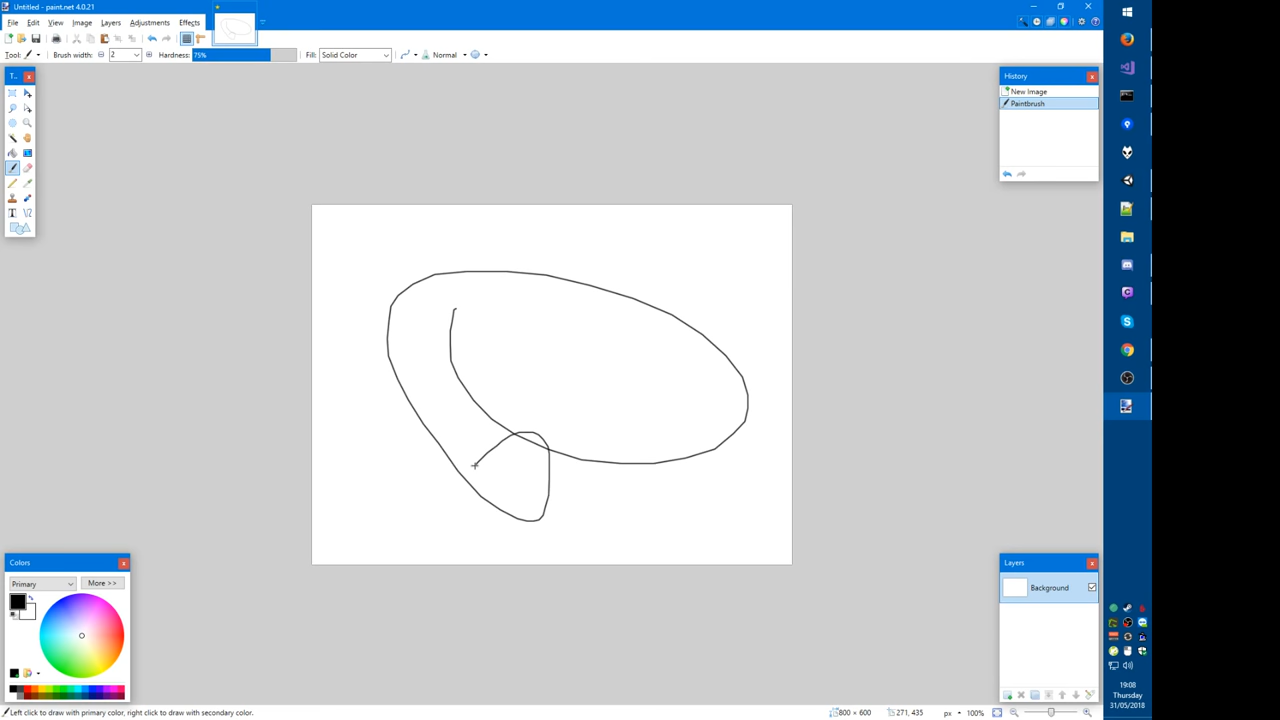 Untitled - paint.net 4.0.21
File Edit View Image Layers Adjustments Effects
Tool: Brush width: 2 Hardness: 75% Fill: Solid Color Normal
T...
History
New Image
Paintbrush
Colors
Primary More >>
Layers
Background
19:08
Thursday
31/05/2018
Left click to draw with primary color, right click to draw with secondary color. 800 × 600 271, 435 px 100%